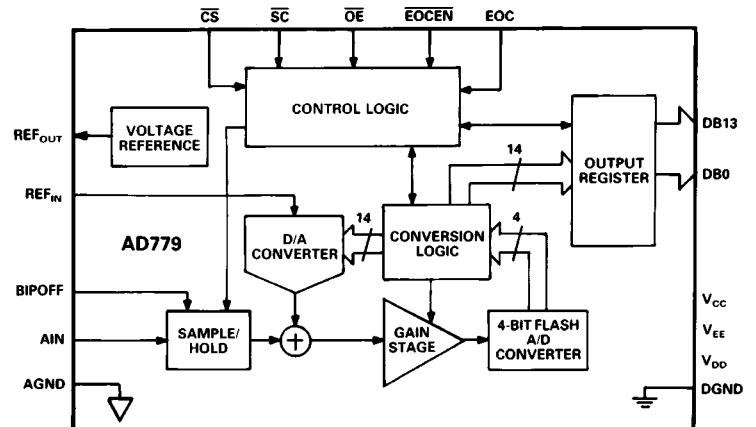 CS SC OE EOCEN EOC
CONTROL LOGIC
REFOUT
VOLTAGE
REFERENCE
14
OUTPUT
REGISTER
DB13
DB0
REFIN
AD779
D/A
CONVERTER
14
CONVERSION
LOGIC
4
BIPOFF
AIN
SAMPLE/
HOLD
+
GAIN
STAGE
4-BIT FLASH
A/D
CONVERTER
VCC
VEE
VDD
AGND
DGND